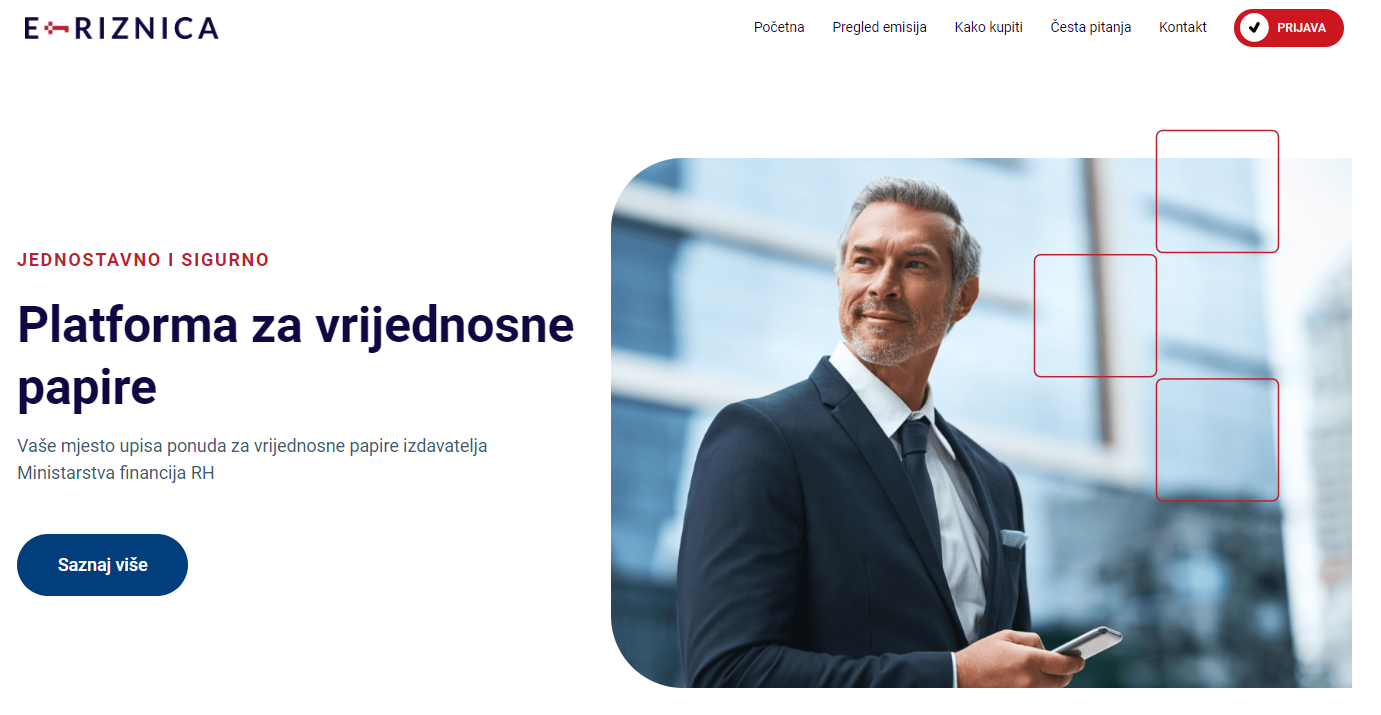 E-RIZNICA
Početna Pregled emisija Kako kupiti Česta pitanja Kontakt PRIJAVA
JEDNOSTAVNO I SIGURNO
Platforma za vrijednosne
papire
Vaše mjesto upisa ponuda za vrijednosne papire izdavatelja
Ministarstva financija RH
Saznaj više